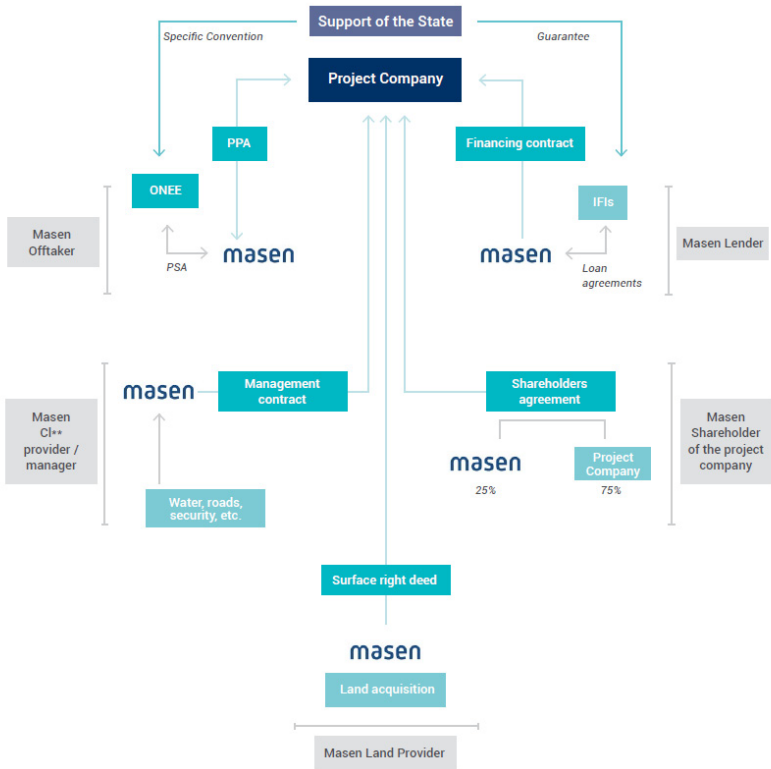 Support of the State
Specific Convention
Guarantee
Project Company
PPA
Financing contract
ONEE
IFIs
Masen
Offtaker
masen
PSA
masen
Loan
agreements
Masen Lender
Masen
CI**
provider /
manager
masen
Management
contract
Water, roads,
security, etc.
Shareholders
agreement
masen
25%
Project
Company
75%
Masen
Shareholder
of the project
company
Surface right deed
masen
Land acquisition
Masen Land Provider